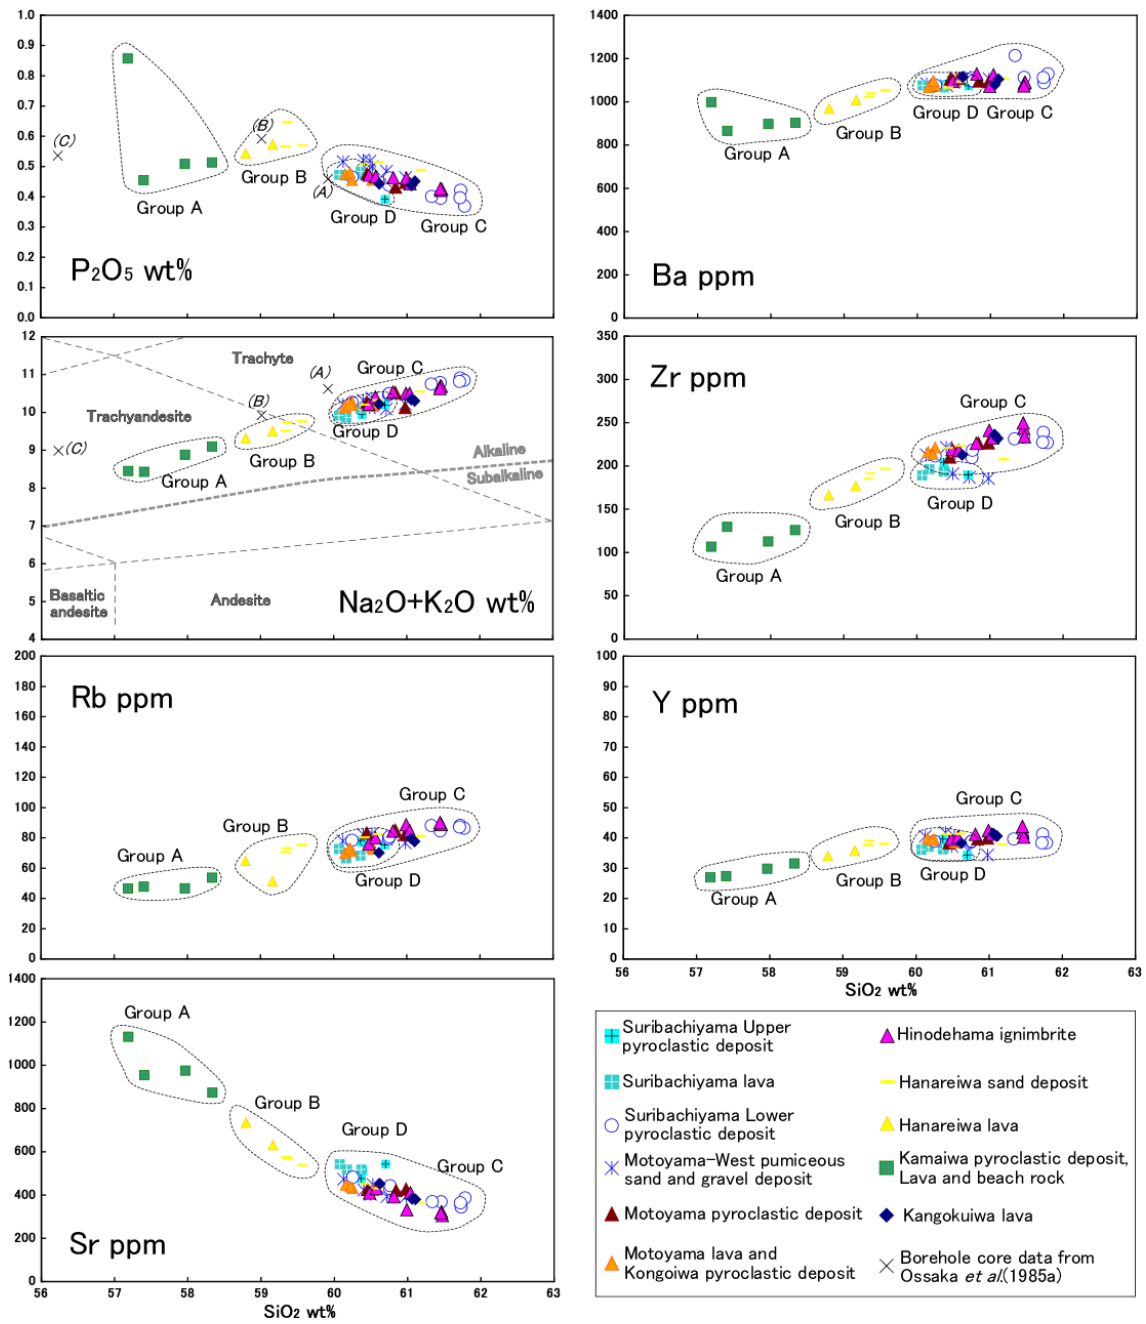 1.0
0.9
0.8
0.7
0.6
0.5
0.4
0.3
0.2
0.1
0.0
(C)
(B)
(A)
Group A
Group B
Group D
Group C
P2O5 wt%
1400
1200
1000
800
600
400
200
0
Group A
Group B
Group D
Group C
Ba ppm
12
11
10
9
8
7
6
5
4
Trachyte
Trachyandesite
(A)
(B)
(C)
Group C
Group D
Group B
Group A
Alkaline
Subalkaline
Basaltic
andesite
Andesite
Na2O+K2O wt%
350
300
250
200
150
100
50
0
Zr ppm
Group C
Group B
Group D
Group A
200
180
160
140
120
100
80
60
40
20
0
Rb ppm
Group C
Group B
Group A
Group D
100
90
80
70
60
50
40
30
20
10
0
Y ppm
Group C
Group B
Group D
Group A
56 57 58 59 60 61 62 63
SiO2 wt%
1400
1200
1000
800
600
400
200
0
Group A
Group B
Group D
Group C
Sr ppm
56 57 58 59 60 61 62 63
SiO2 wt%
Suribachiyama Upper
pyroclastic deposit
Suribachiyama lava
Suribachiyama Lower
pyroclastic deposit
Motoyama-West pumiceous
sand and gravel deposit
Motoyama pyroclastic deposit
Motoyama lava and
Kongoiwa pyroclastic deposit
Hinodehama ignimbrite
Hanareiwa sand deposit
Hanareiwa lava
Kamaiwa pyroclastic deposit,
Lava and beach rock
Kangokuiwa lava
Borehole core data from
Ossaka et al.(1985a)